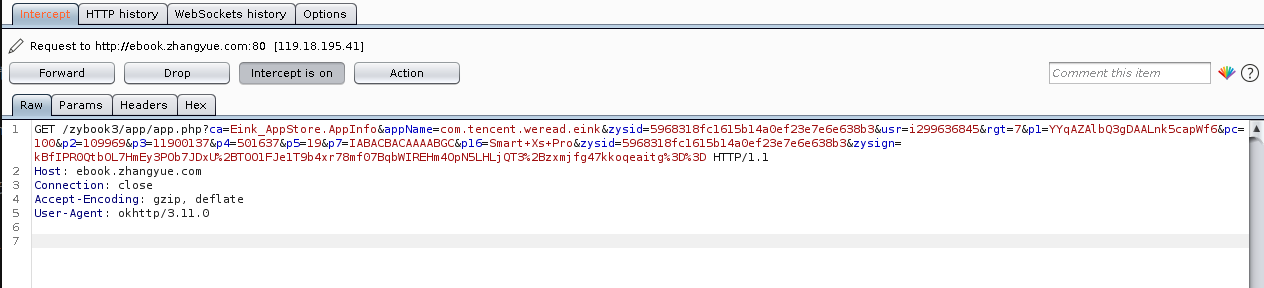 Intercept HTTP history WebSockets history Options
Request to http://ebook.zhangyue.com:80 [119.18.195.41]
Forward Drop Intercept is on Action Comment this item ?
Raw Params Headers Hex
1 GET /zybook3/app/app.php?ca=Eink_AppStore.AppInfo&appName=com.tencent.weread.eink&zysid=5968318fc1615b14a0ef23e7e6e638b3&usr=i299636845&rgt=7&p1=YYqAZAlbQ3gDAALnk5capWf6&pc=
100&p2=109969&p3=11900137&p4=501637&p5=19&p7=IABACBACAAAABGC&p16=Smart+Xs+Pro&zysid=5968318fc1615b14a0ef23e7e6e638b3&zysign=
kBfIPR0QtbOL7HmEy3POb7JDxU%2BTOO1FJe1T9b4xr78mf07BqbWIREHm4OpN5LHLjQT3%2Bzxmjfg47kkoqeaitg%3D%3D HTTP/1.1
2 Host: ebook.zhangyue.com
3 Connection: close
4 Accept-Encoding: gzip, deflate
5 User-Agent: okhttp/3.11.0
6
7